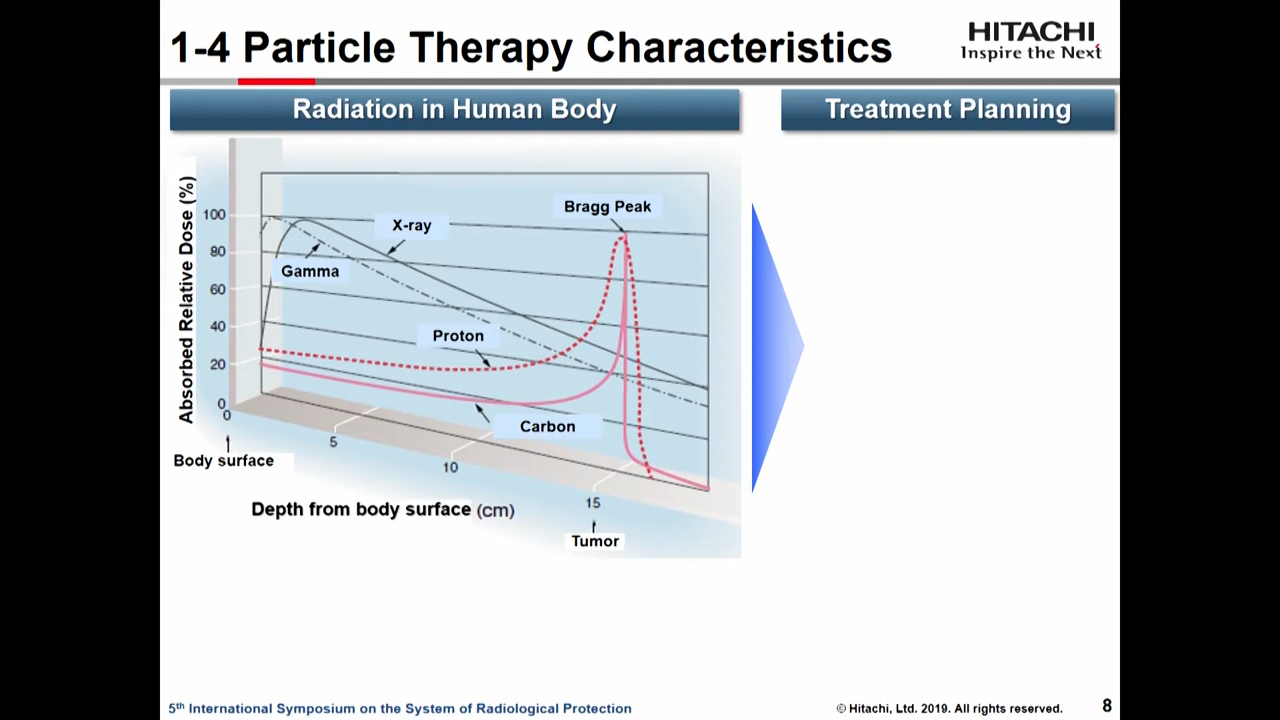 1-4 Particle Therapy Characteristics
HITACHI
Inspire the Next
Radiation in Human Body
Treatment Planning
Absorbed Relative Dose (%)
100
80
60
40
20
0
Bragg Peak
X-ray
Gamma
Proton
Carbon
0
5
10
15
Body surface
Depth from body surface (cm)
Tumor
5th International Symposium on the System of Radiological Protection
© Hitachi, Ltd. 2019. All rights reserved.
8